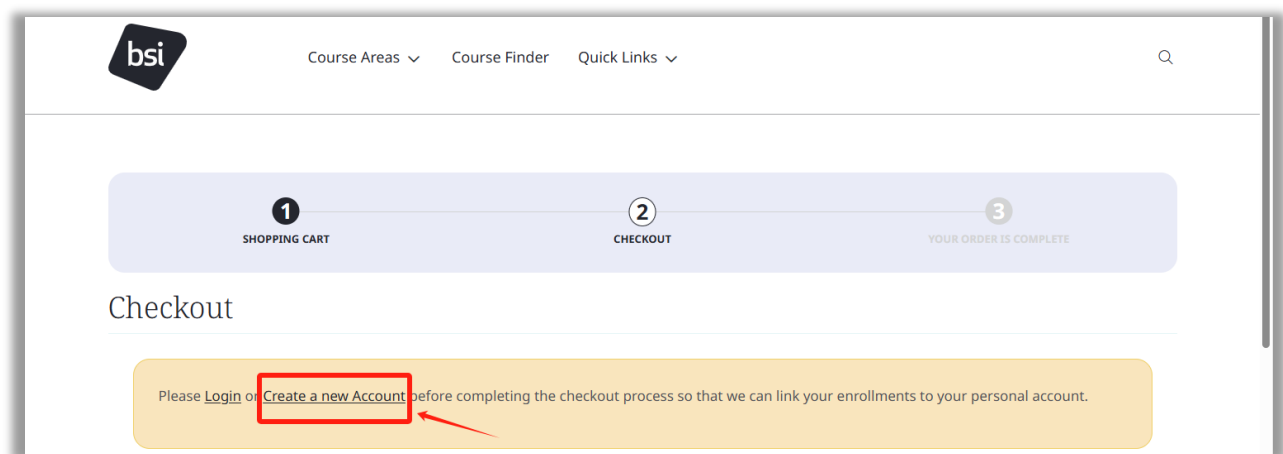 bsi
Course Areas Course Finder Quick Links
1 2 3
SHOPPING CART CHECKOUT YOUR ORDER IS COMPLETE
Checkout
Please Login or Create a new Account before completing the checkout process so that we can link your enrollments to your personal account.